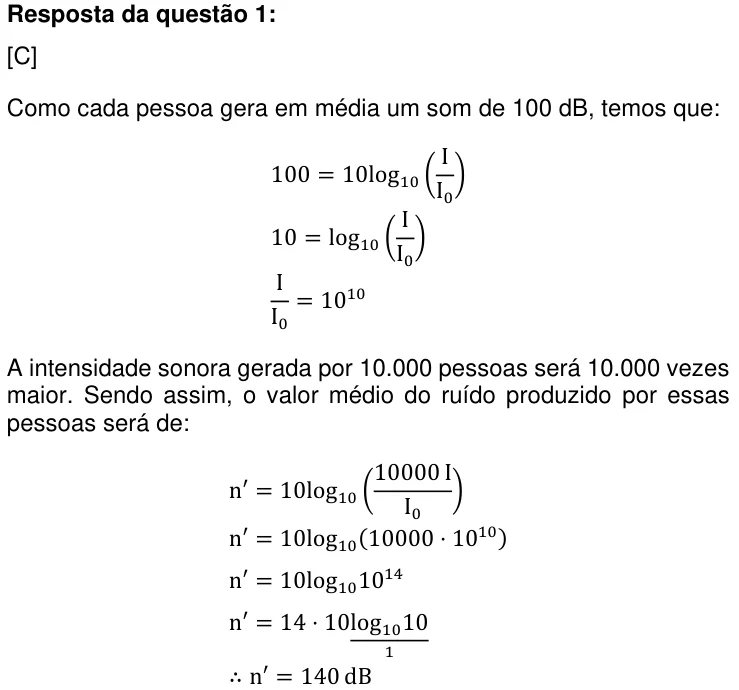 Resposta da questão 1:
[C]
Como cada pessoa gera em média um som de 100 dB, temos que:
100 = 10log₁₀ (I/I₀)
10 = log₁₀ (I/I₀)
I/I₀ = 10¹⁰
A intensidade sonora gerada por 10.000 pessoas será 10.000 vezes
maior. Sendo assim, o valor médio do ruído produzido por essas
pessoas será de:
n′ = 10log₁₀ (10000 I/I₀)
n′ = 10log₁₀(10000 · 10¹⁰)
n′ = 10log₁₀10¹⁴
n′ = 14 · 10log₁₀10
1
∴ n′ = 140 dB